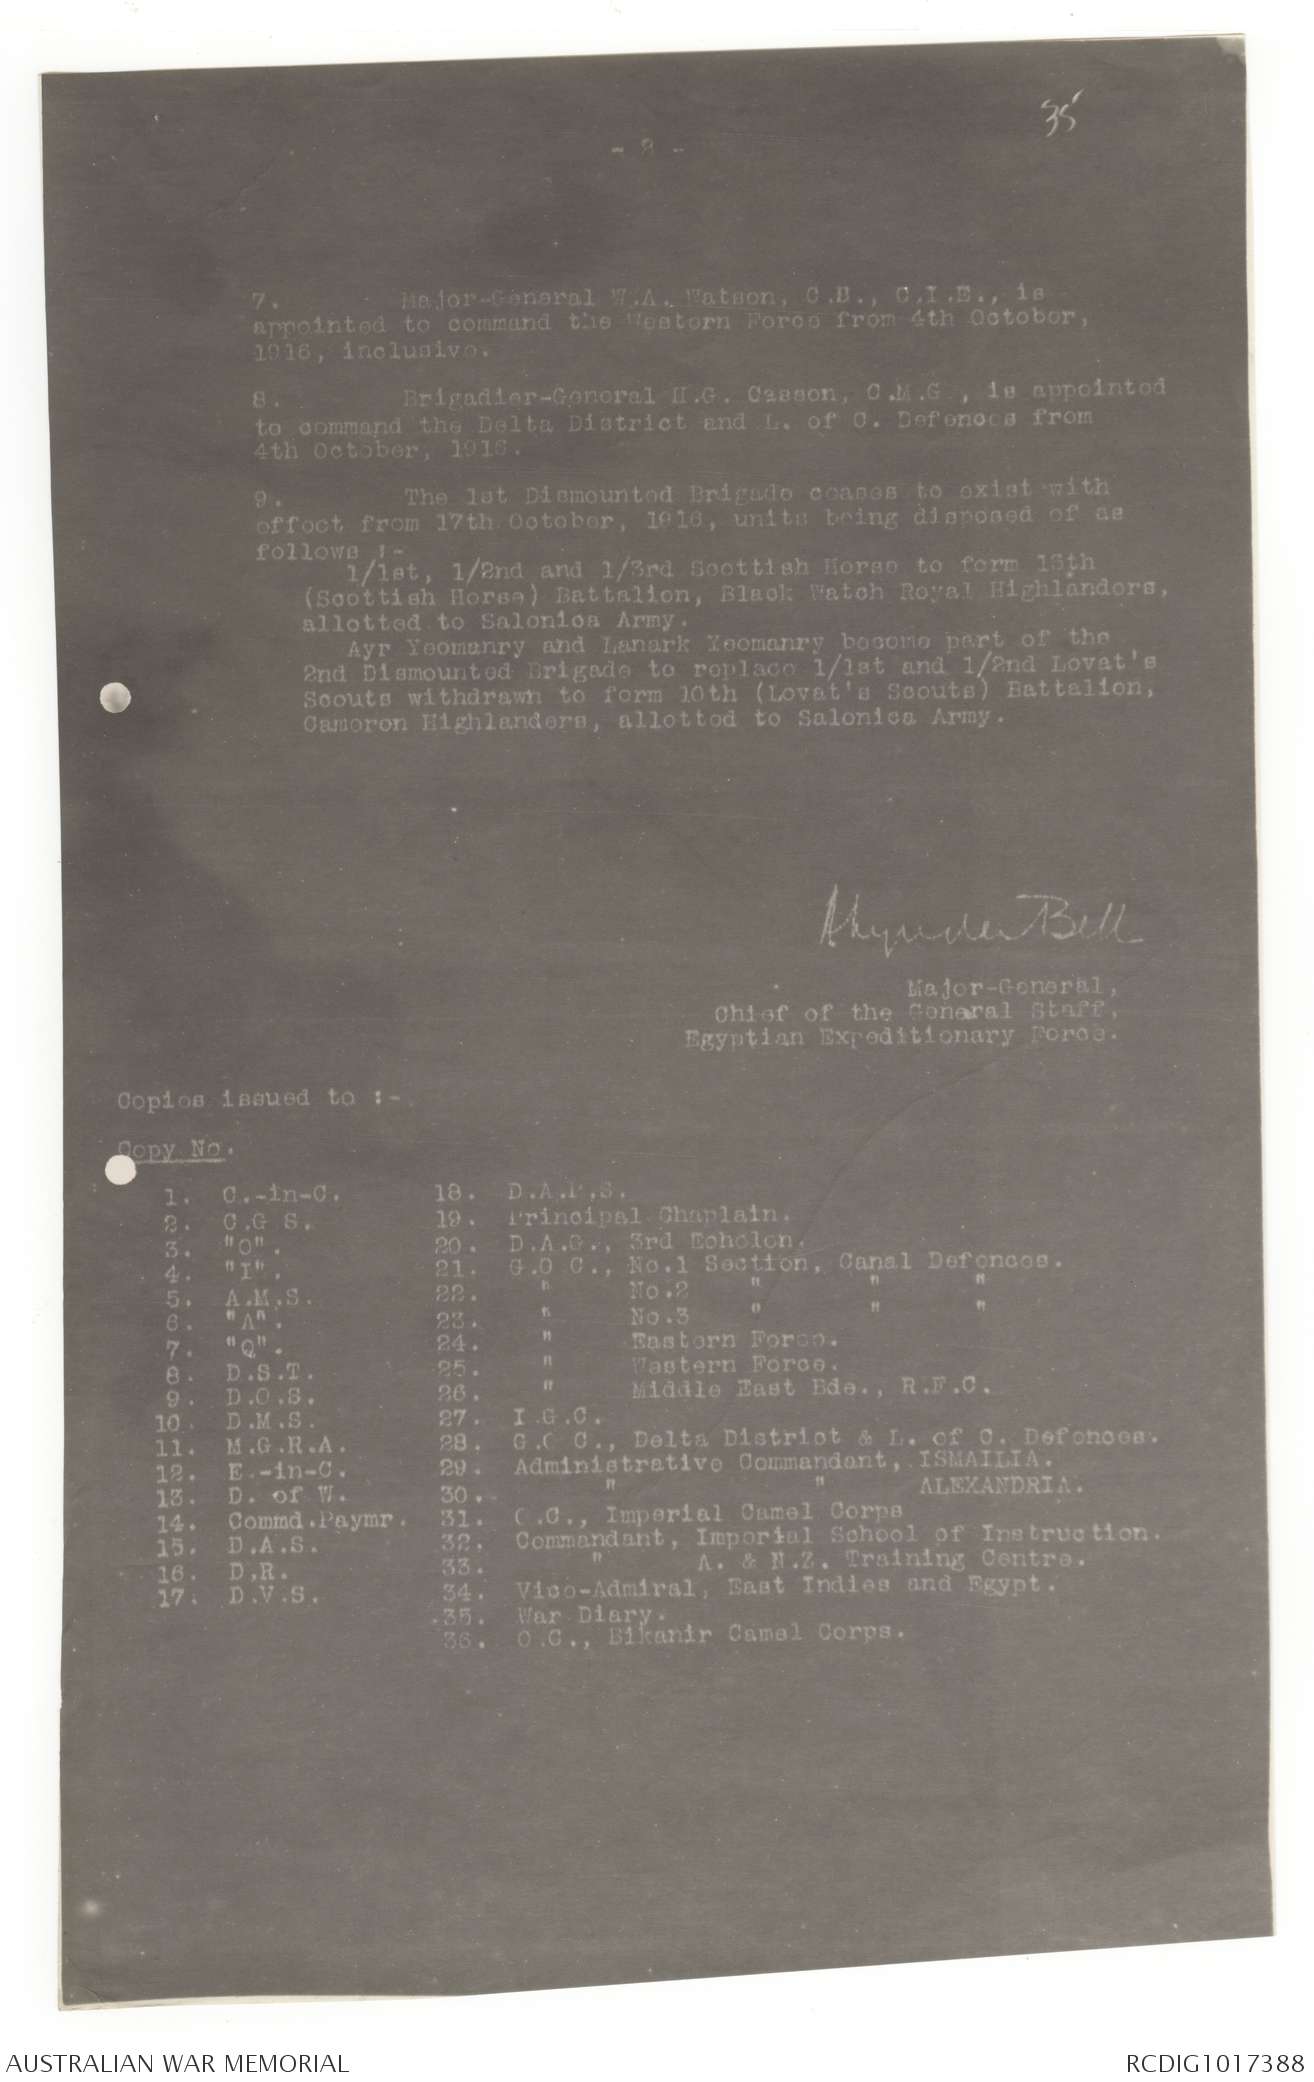 35
- 2 -
7. Major-General W.A. Watson, C.B., C.I.E., is
appointed to command the Western Force from 4th October,
1916, inclusive.
8. Brigadier-General H.G. Casson, C.M.G., is appointed
to command the Delta District and L. of C. Defences from
4th October, 1916.
9. The 1st Dismounted Brigade ceases to exist with
effect from 17th October, 1916, units being disposed of as
follows :-
1/1st, 1/2nd and 1/3rd Scottish Horse to form 13th
(Scottish Horse) Battalion, Black Watch Royal Highlanders,
allotted to Salonica Army.
Ayr Yeomanry and Lanark Yeomanry become part of the
2nd Dismounted Brigade to replace 1/1st and 1/2nd Lovat's
Scouts withdrawn to form 10th (Lovat's Scouts) Battalion,
Cameron Highlanders, allotted to Salonica Army.
Bell
Major-General,
Chief of the General Staff,
Egyptian Expeditionary Force.
Copies issued to :-
Copy No.
1. C.-in-C. 18. D.A.P.S.
2. C.G S. 19. Principal Chaplain.
3. "O". 20. D.A.G., 3rd Echelon.
4. "I". 21. G.O C., No.1 Section, Canal Defences.
5. A.M.S. 22. " No.2 " " "
6. "A". 23. " No.3 " " "
7. "Q". 24. " Eastern Force.
8. D.S.T. 25. " Western Force.
9. D.O.S. 26. " Middle East Bde., R.F.C.
10. D.M.S. 27. I.G.C.
11. M.G.R.A. 28. G.O C., Delta District & L. of C. Defences.
12. E.-in-C. 29. Administrative Commandant, ISMAILIA.
13. D. of W. 30. " " ALEXANDRIA.
14. Commd.Paymr. 31. O.C., Imperial Camel Corps
15. D.A.S. 32. Commandant, Imperial School of Instruction.
16. D.R. 33. " A. & N.Z. Training Centre.
17. D.V.S. 34. Vice-Admiral, East Indies and Egypt.
35. War Diary.
36. O.C., Bikanir Camel Corps.
AUSTRALIAN WAR MEMORIAL
RCDIG1017388